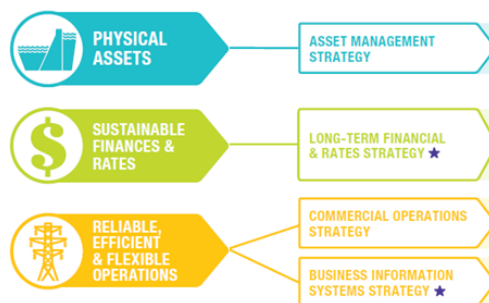 PHYSICAL
ASSETS
ASSET MANAGEMENT
STRATEGY
$
SUSTAINABLE
FINANCES &
RATES
LONG-TERM FINANCIAL
& RATES STRATEGY ★
RELIABLE,
EFFICIENT
& FLEXIBLE
OPERATIONS
COMMERCIAL OPERATIONS
STRATEGY
BUSINESS INFORMATION
SYSTEMS STRATEGY ★